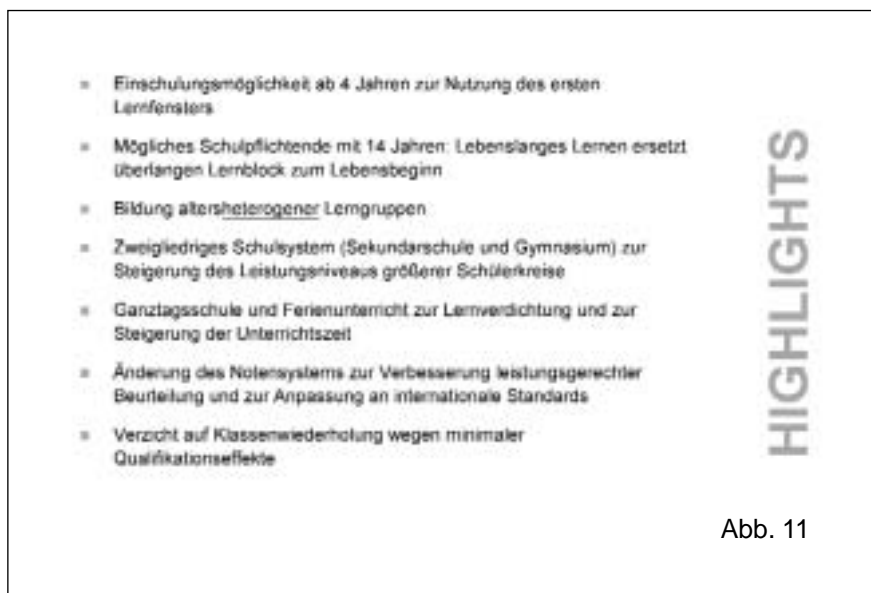 Einschulungsmöglichkeit ab 4 Jahren zur Nutzung des ersten
Lernfensters
Mögliches Schulpflichtende mit 14 Jahren: Lebenslanges Lernen ersetzt
überlangen Lernblock zum Lebensbeginn
Bildung altersheterogener Lerngruppen
Zweigliedriges Schulsystem (Sekundarschule und Gymnasium) zur
Steigerung des Leistungsniveaus größerer Schülerkreise
Ganztagsschule und Ferienunterricht zur Lernverdichtung und zur
Steigerung der Unterrichtszeit
Änderung des Notensystems zur Verbesserung leistungsgerechter
Beurteilung und zur Anpassung an internationale Standards
Verzicht auf Klassenwiederholung wegen minimaler
Qualifikationseffekte
HIGHLIGHTS
Abb. 11